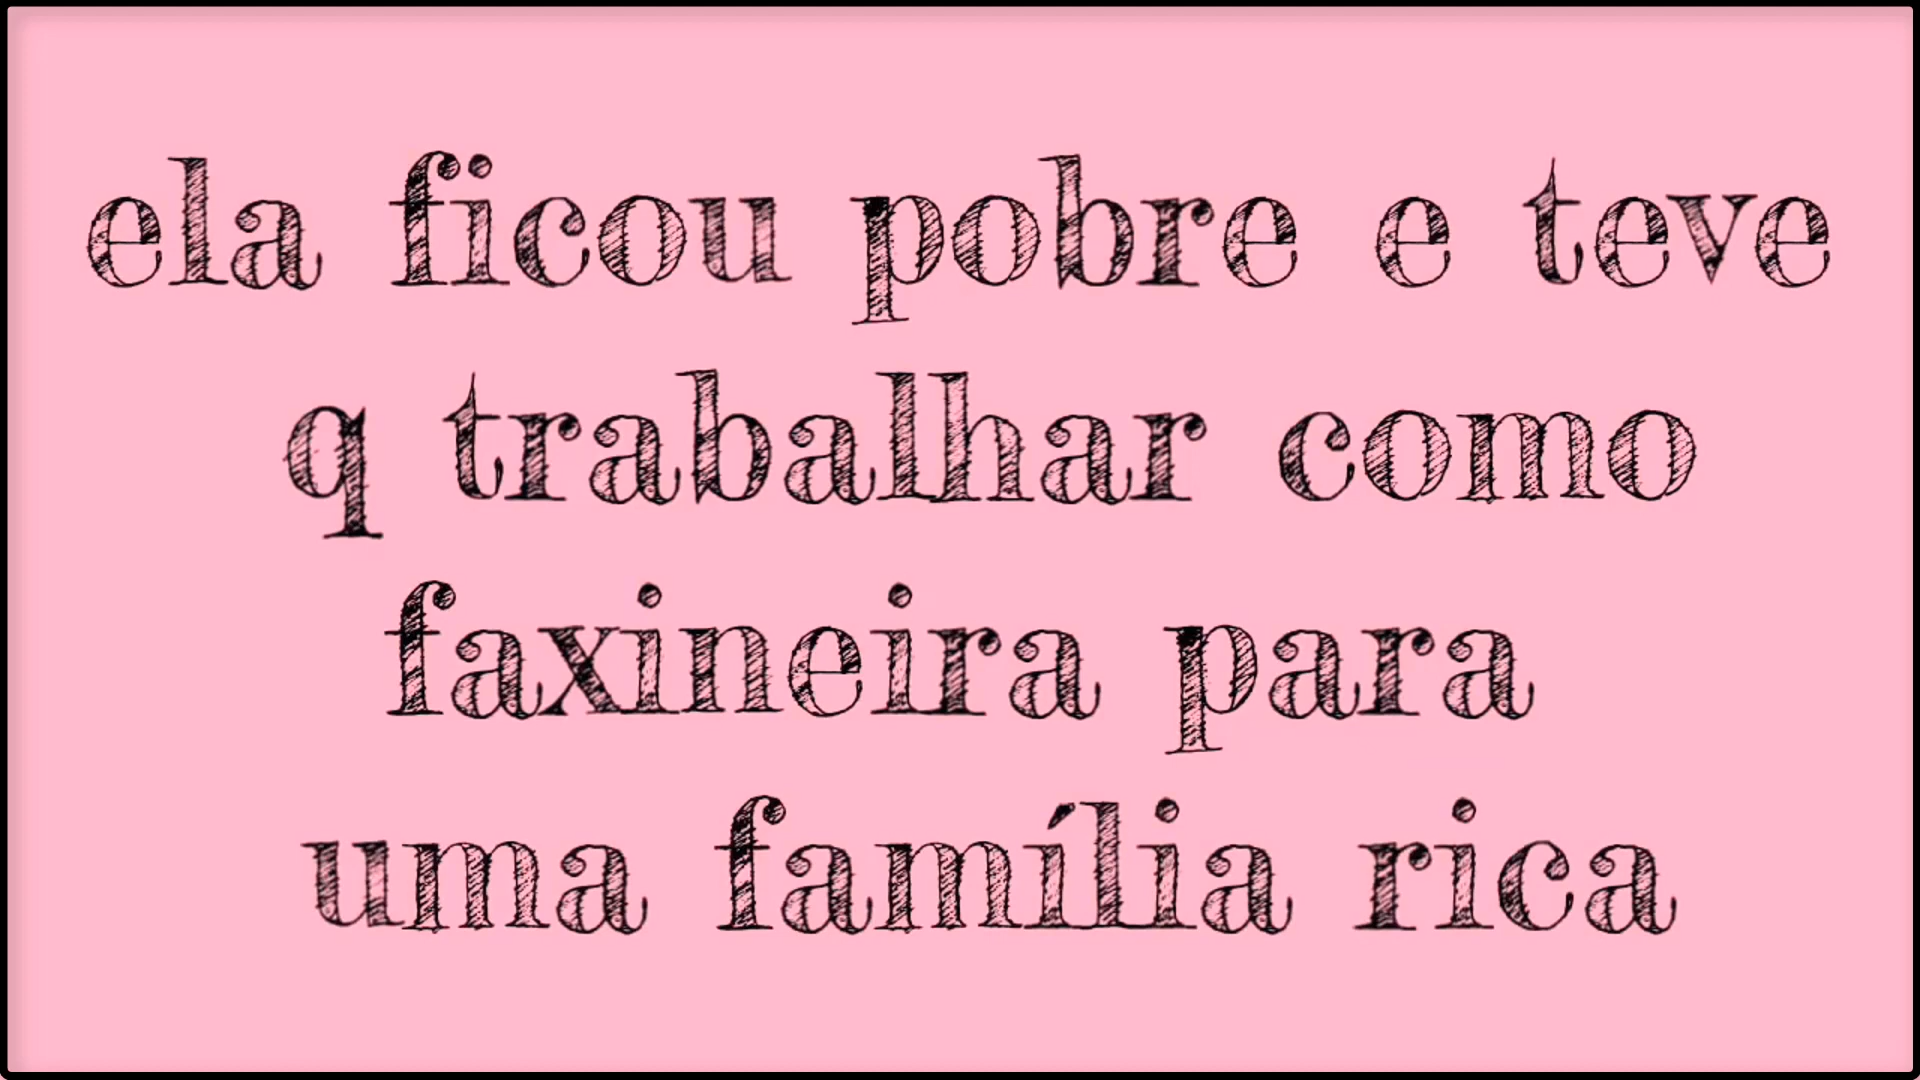 ela ficou pobre e teve
q trabalhar como
faxineira para
uma família rica